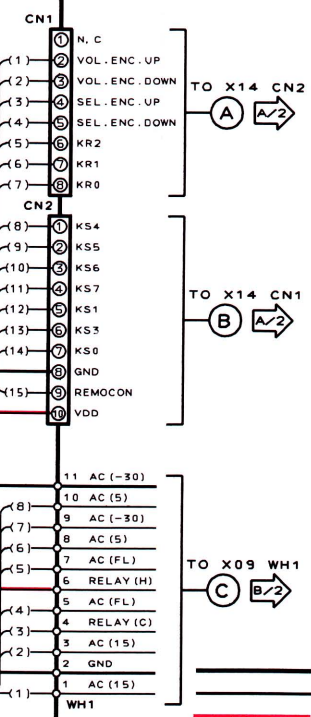 CN1
1 N, C
(1) 2 VOL.ENC.UP
(2) 3 VOL.ENC.DOWN
(3) 4 SEL.ENC.UP
(4) 5 SEL.ENC.DOWN
(5) 6 KR2
(6) 7 KR1
(7) 8 KR0
TO X14 CN2
A A/2
CN2
(8) 1 KS4
(9) 2 KS5
(10) 3 KS6
(11) 4 KS7
(12) 5 KS1
(13) 6 KS3
(14) 7 KS0
8 GND
(15) 9 REMOCON
10 VDD
TO X14 CN1
B A/2
11 AC(-30)
(8) 10 AC(5)
(7) 9 AC(-30)
(6) 8 AC(5)
(5) 7 AC(FL)
6 RELAY(H)
(4) 5 AC(FL)
(3) 4 RELAY(C)
(2) 3 AC(15)
2 GND
(1) 1 AC(15)
WH1
TO X09 WH1
C B/2